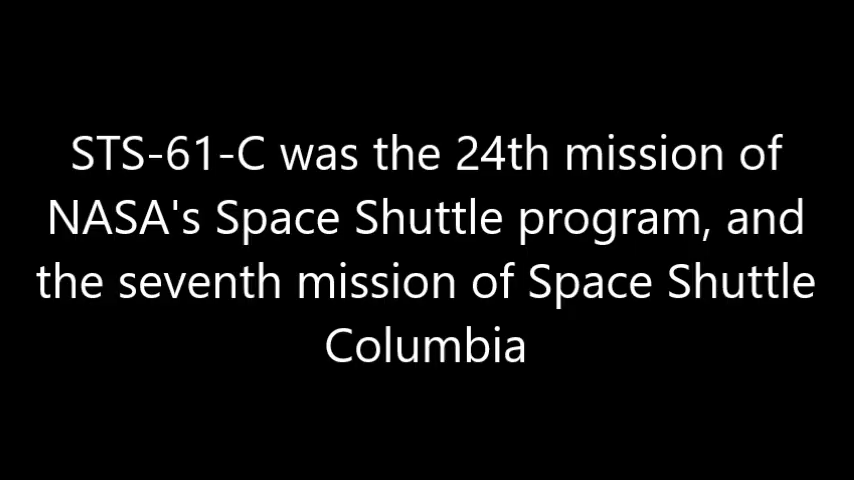 STS-61-C was the 24th mission of
NASA's Space Shuttle program, and
the seventh mission of Space Shuttle
Columbia